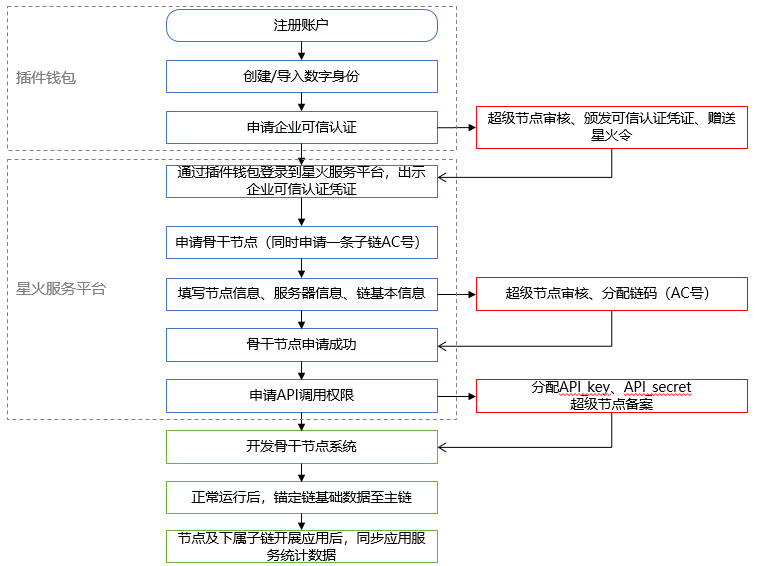 注册账户
插件钱包
创建/导入数字身份
申请企业可信认证
超级节点审核、颁发可信认证凭证、赠送
星火令
通过插件钱包登录到星火服务平台，出示
企业可信认证凭证
申请骨干节点（同时申请一条子链AC号）
星火服务平台
填写节点信息、服务器信息、链基本信息
超级节点审核、分配链码（AC号）
骨干节点申请成功
申请API调用权限
分配API_key、API_secret
超级节点备案
开发骨干节点系统
正常运行后，锚定链基础数据至主链
节点及下属子链开展应用后，同步应用服
务统计数据